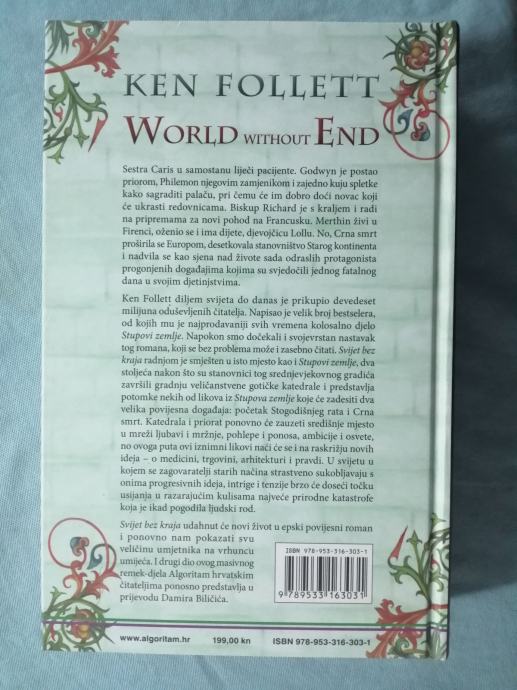 KEN FOLLETT
WORLD WITHOUT END
Sestra Caris u samostanu liječi pacijente. Godwyn je postao
priorom, Philemon njegovim zamjenikom i zajedno kuju spletke
kako sagraditi palaču, pri čemu će im dobro doći novac koji
će ukrasti redovnicama. Biskup Richard je s kraljem i radi
na pripremama za novi pohod na Francusku. Merthin živi u
Firenci, oženio se i ima dijete, djevojčicu Lollu. No, Crna smrt
proširila se Europom, desetkovala stanovništvo Starog kontinenta
i nadvila se kao sjena nad živote sada odraslih protagonista
progonjenih događajima kojima su svjedočili jednog fatalnog
dana u svojim djetinjstvima.
Ken Follett diljem svijeta do danas je prikupio devedeset
milijuna oduševljenih čitatelja. Napisao je velik broj bestselera,
od kojih mu je najprodavaniji svih vremena kolosalno djelo
Stupovi zemlje. Napokon smo dočekali i svojevrstan nastavak
tog romana, koji se bez problema može i zasebno čitati. Svijet bez
kraja radnjom je smješten u isto mjesto kao i Stupovi zemlje, dva
stoljeća nakon što su stanovnici tog srednjevjekovnog gradića
završili gradnju veličanstvene gotičke katedrale i predstavlja
potomke nekih od likova iz Stupova zemlje koje će zadesiti dva
velika povijesna događaja: početak Stogodišnjeg rata i Crna
smrt. Katedrala i priorat ponovno će zauzeti središnje mjesto
u mreži ljubavi i mržnje, pohlepe i ponosa, ambicije i osvete,
no ovoga puta ovi iznimni likovi naći će se i na raskrižju novih
ideja – o medicini, trgovini, arhitekturi i pravdi. U svijetu u
kojem se zagovaratelji starih načina strastveno sukobljavaju s
onima progresivnih ideja, intrige i tenzije brzo će doseći točku
usijanja u razarajućim kulisama najveće prirodne katastrofe
koja je ikad pogodila ljudski rod.
Svijet bez kraja udahnut će novi život u epski povijesni roman
i ponovno nam pokazati svu
veličinu umjetnika na vrhuncu
umijeća. I drugi dio ovog masivnog
remek-djela Algoritam hrvatskim
čitateljima ponosno predstavlja u
prijevodu Damira Biličića.
ISBN 978-953-316-303-1
9 789533 163031
www.algoritam.hr
199,00 kn
ISBN 978-953-316-303-1